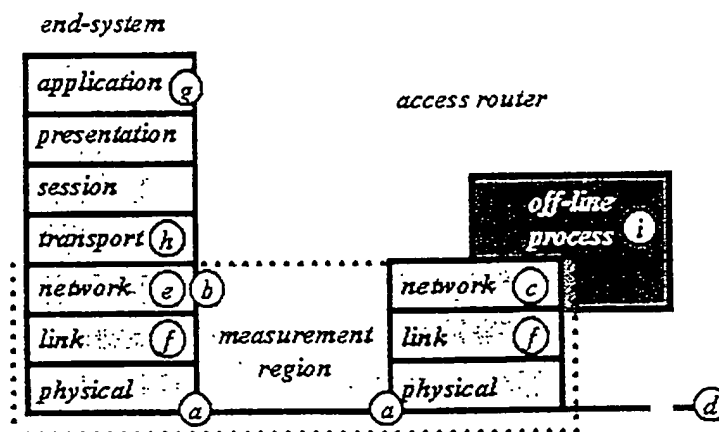 end-system
application g
access router
presentation
session
off-line
process i
transport h
network e b
network c
link f
measurement
region
link f
physical a
a physical
d